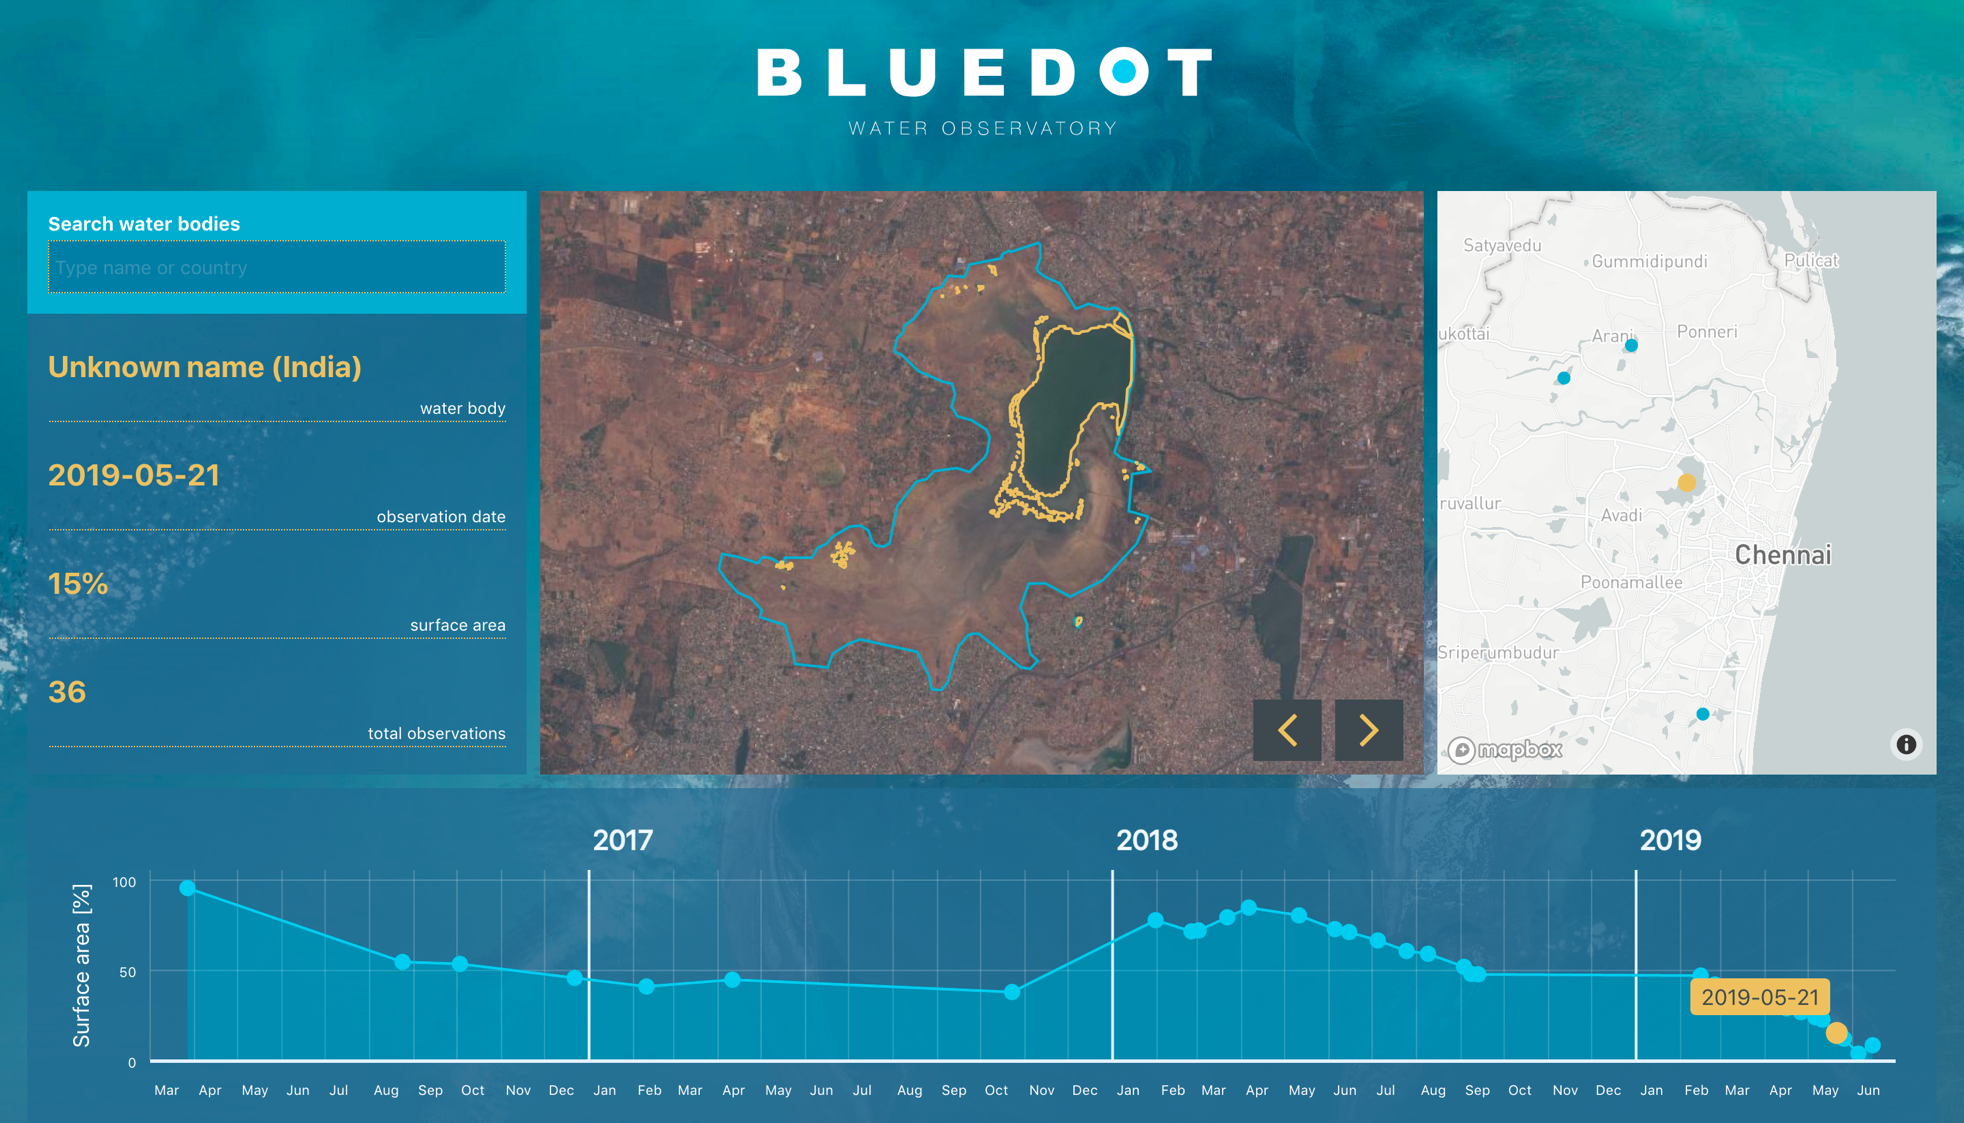 BLUEDOT
WATER OBSERVATORY
Search water bodies
Type name or country
Unknown name (India)
water body
2019-05-21
observation date
15%
surface area
36
total observations
Satyavedu
Gummidipundi
Pulicat
ukottai
Arani
Ponneri
ruvallur
Avadi
Chennai
Poonamallee
Sriperumbudur
mapbox
2017
2018
2019
Surface area [%]
100
50
0
2019-05-21
Mar Apr May Jun Jul Aug Sep Oct Nov Dec Jan Feb Mar Apr May Jun Jul Aug Sep Oct Nov Dec Jan Feb Mar Apr May Jun Jul Aug Sep Oct Nov Dec Jan Feb Mar Apr May Jun